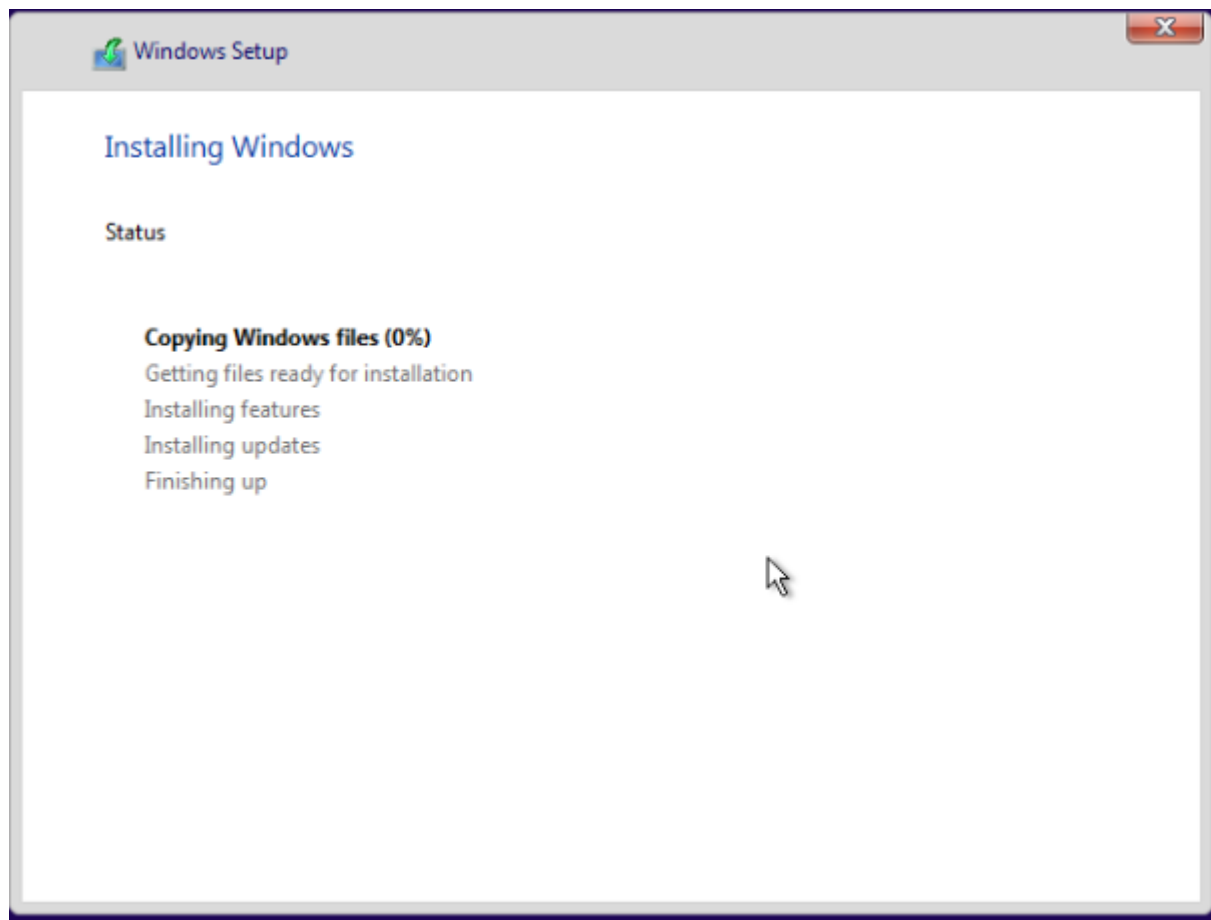 Windows Setup
Installing Windows
Status
Copying Windows files (0%)
Getting files ready for installation
Installing features
Installing updates
Finishing up